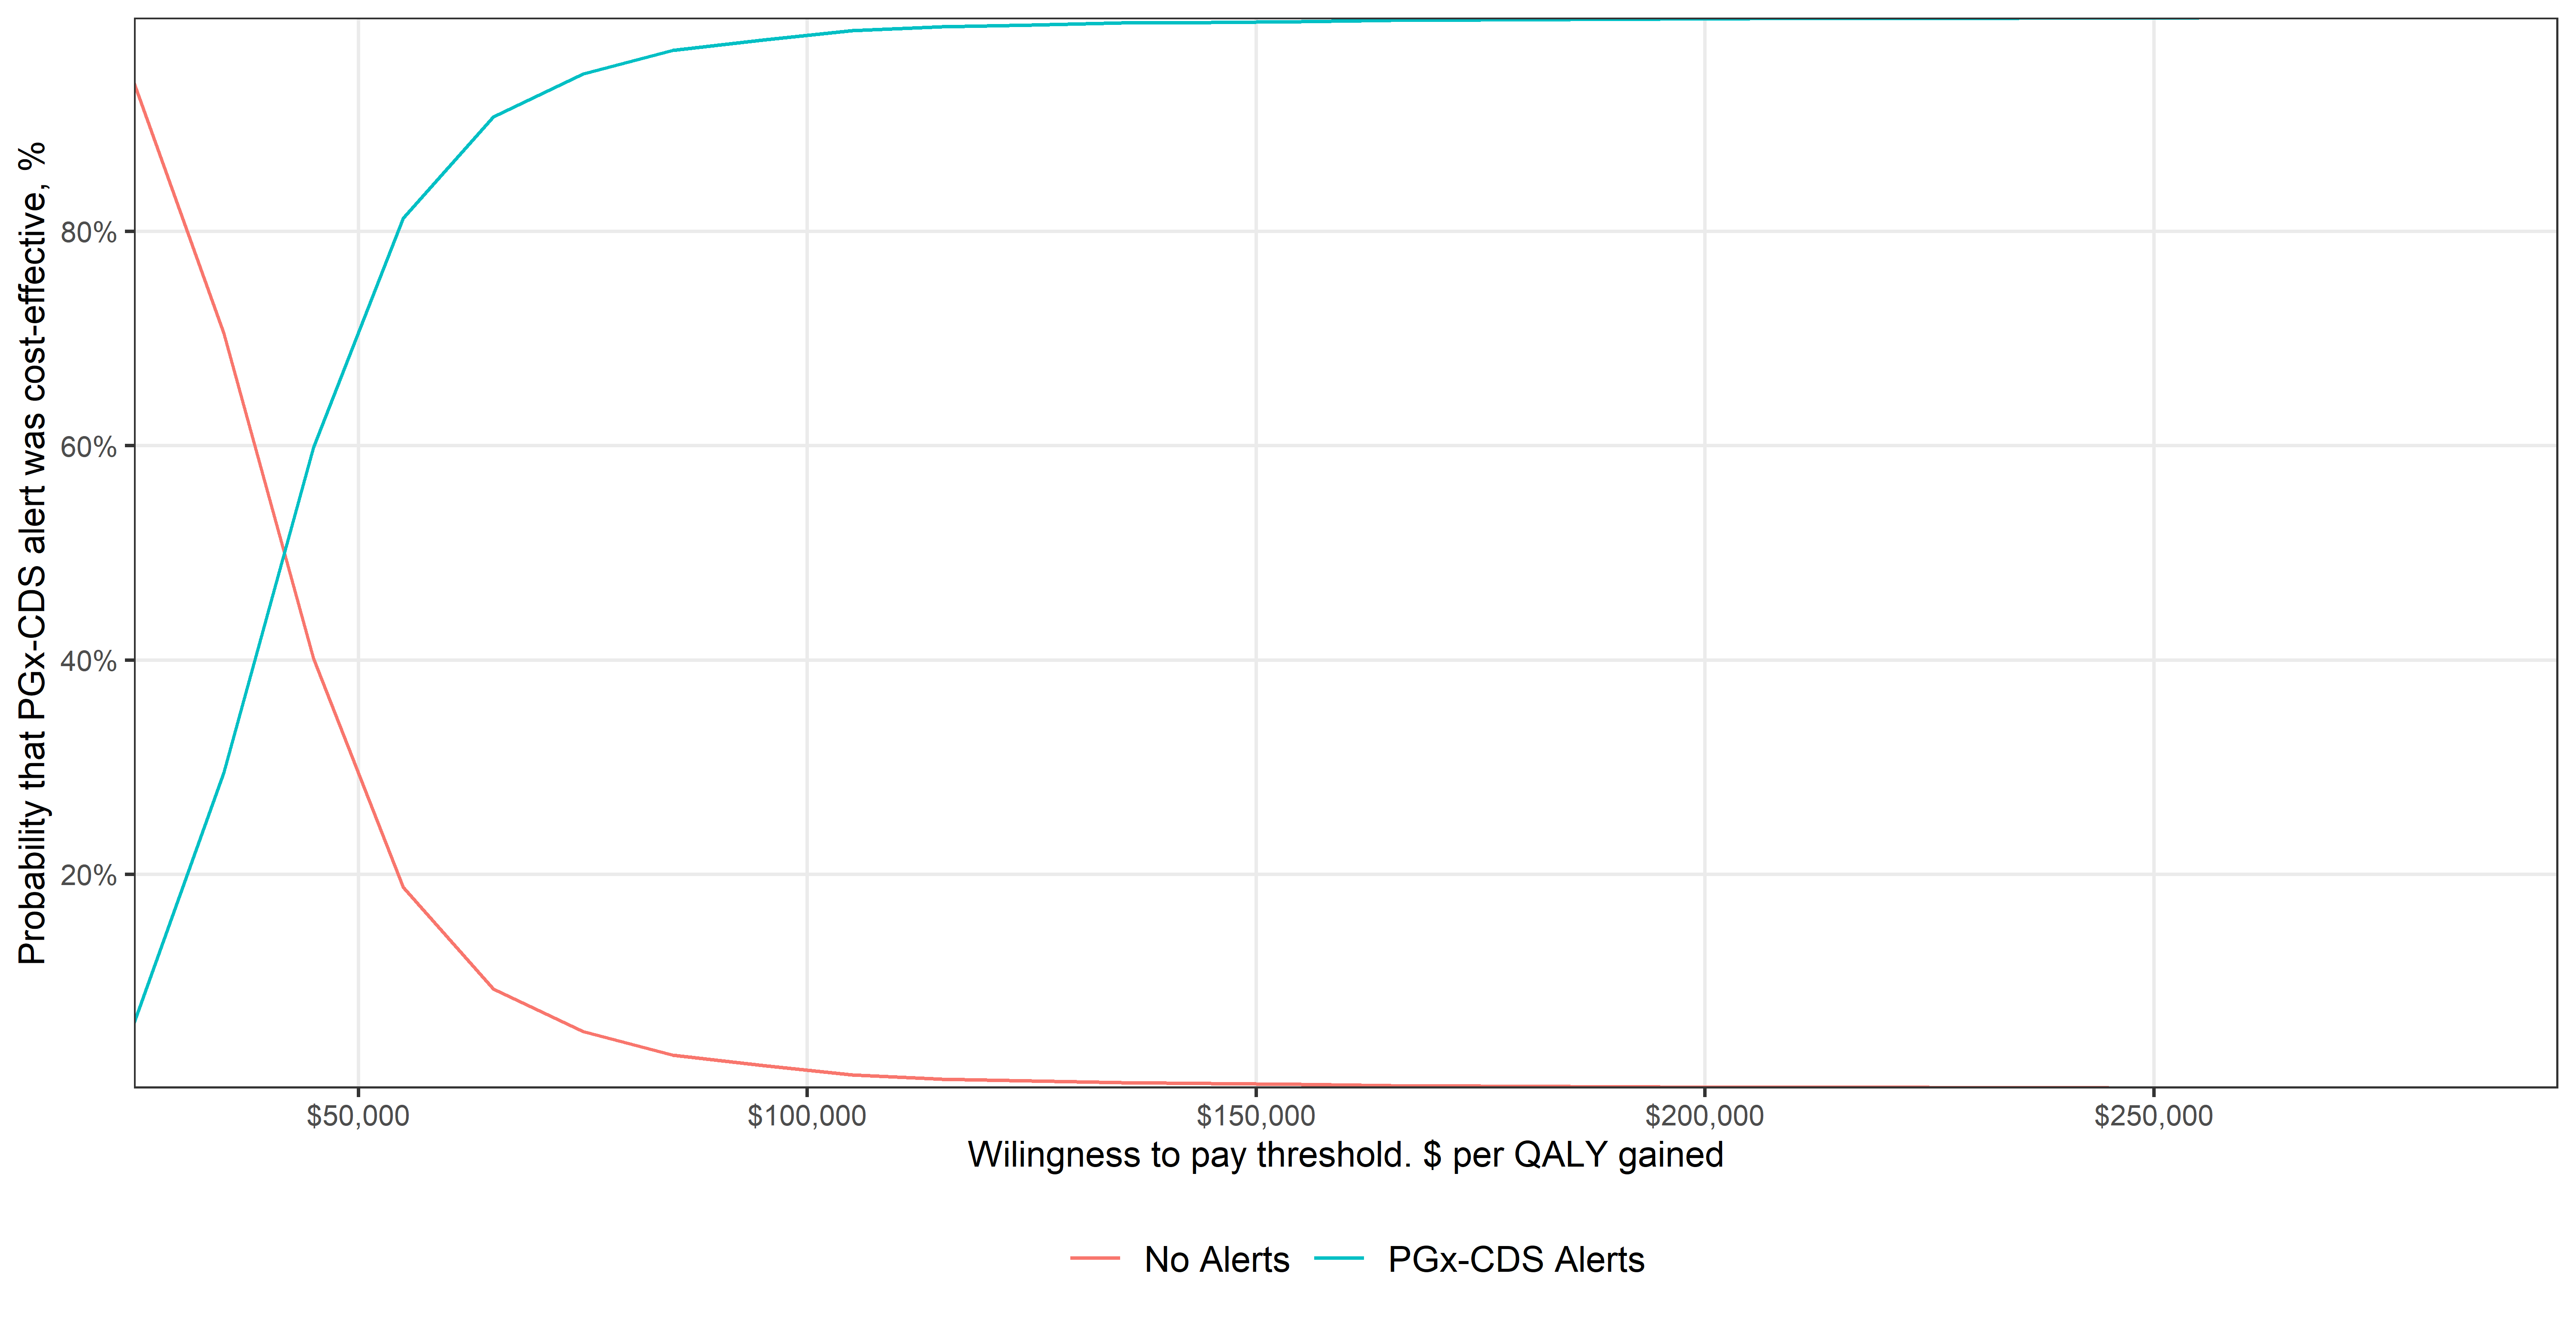 Probability that PGx-CDS alert was cost-effective, %
80%
60%
40%
20%
$50,000 $100,000 $150,000 $200,000 $250,000
Wilingness to pay threshold. $ per QALY gained
No Alerts PGx-CDS Alerts